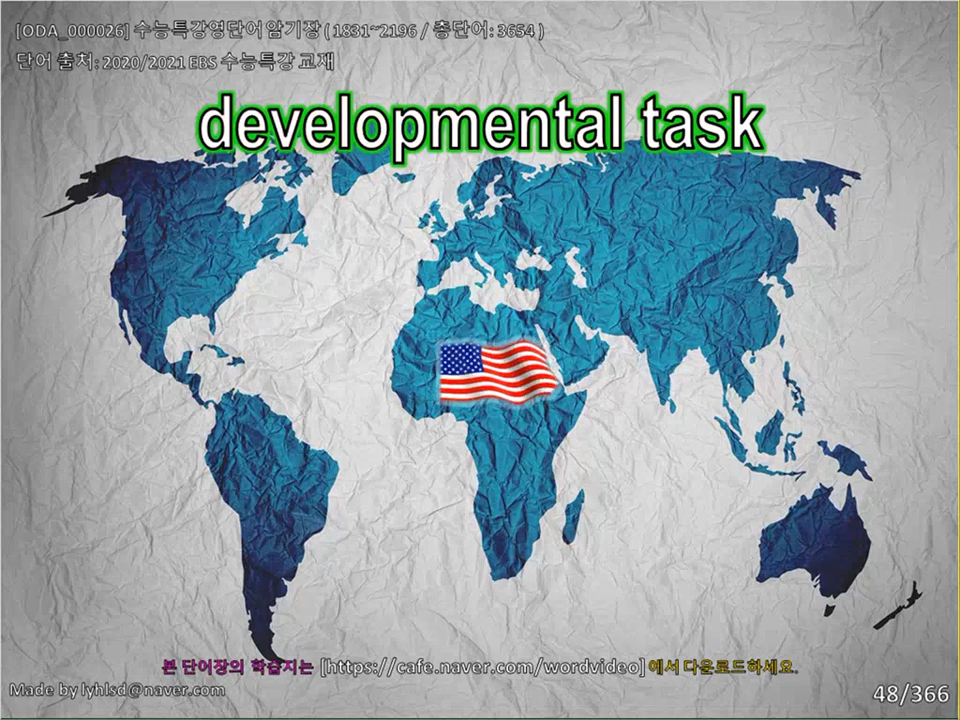 [ODA_000026] 수능특강영단어 암기장 ( 1831~2196 / 총단어: 3654 )
단어 출처: 2020/2021 EBS 수능특강 교재
developmental task
본 단어장의 학습지는 [https://cafe.naver.com/wordvideo] 에서 다운로드하세요.
Made by lyhlsd@naver.com
48/366